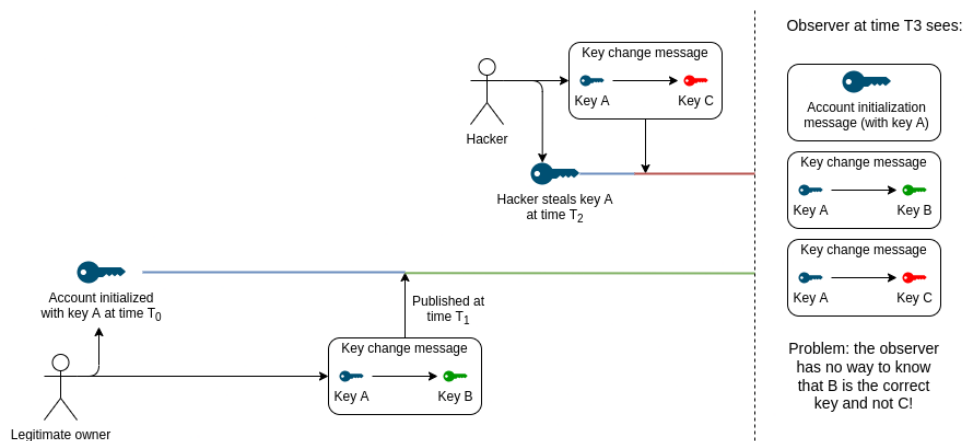 Key change message
Key A
Key C
Hacker
Hacker steals key A
at time T2
Account initialized
with key A at time T0
Published at
time T1
Key change message
Key A
Key B
Legitimate owner
Observer at time T3 sees:
Account initialization
message (with key A)
Key change message
Key A
Key B
Key change message
Key A
Key C
Problem: the observer
has no way to know
that B is the correct
key and not C!